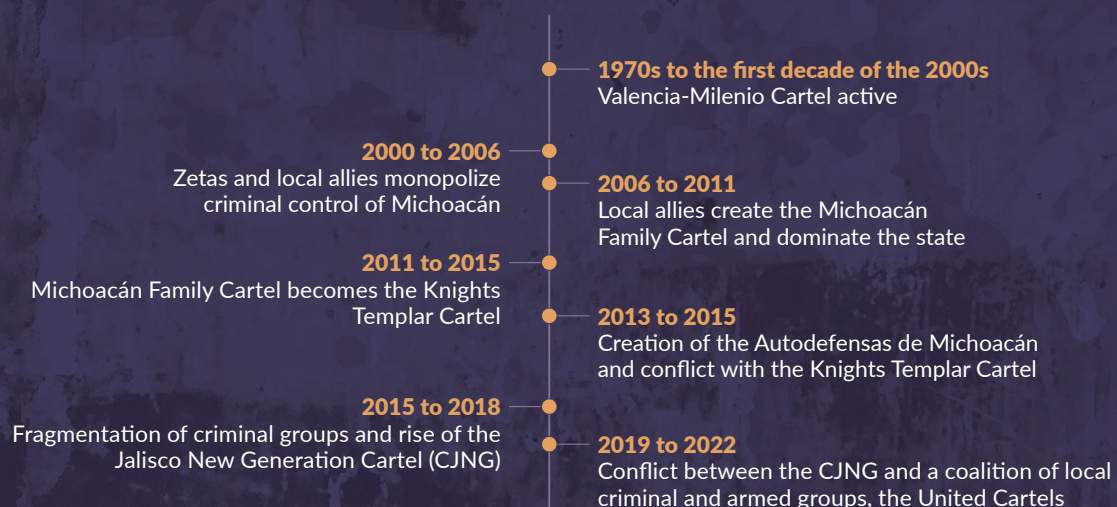 1970s to the first decade of the 2000s
Valencia-Milenio Cartel active
2000 to 2006
Zetas and local allies monopolize
criminal control of Michoacán
2006 to 2011
Local allies create the Michoacán
Family Cartel and dominate the state
2011 to 2015
Michoacán Family Cartel becomes the Knights
Templar Cartel
2013 to 2015
Creation of the Autodefensas de Michoacán
and conflict with the Knights Templar Cartel
2015 to 2018
Fragmentation of criminal groups and rise of the
Jalisco New Generation Cartel (CJNG)
2019 to 2022
Conflict between the CJNG and a coalition of local
criminal and armed groups, the United Cartels